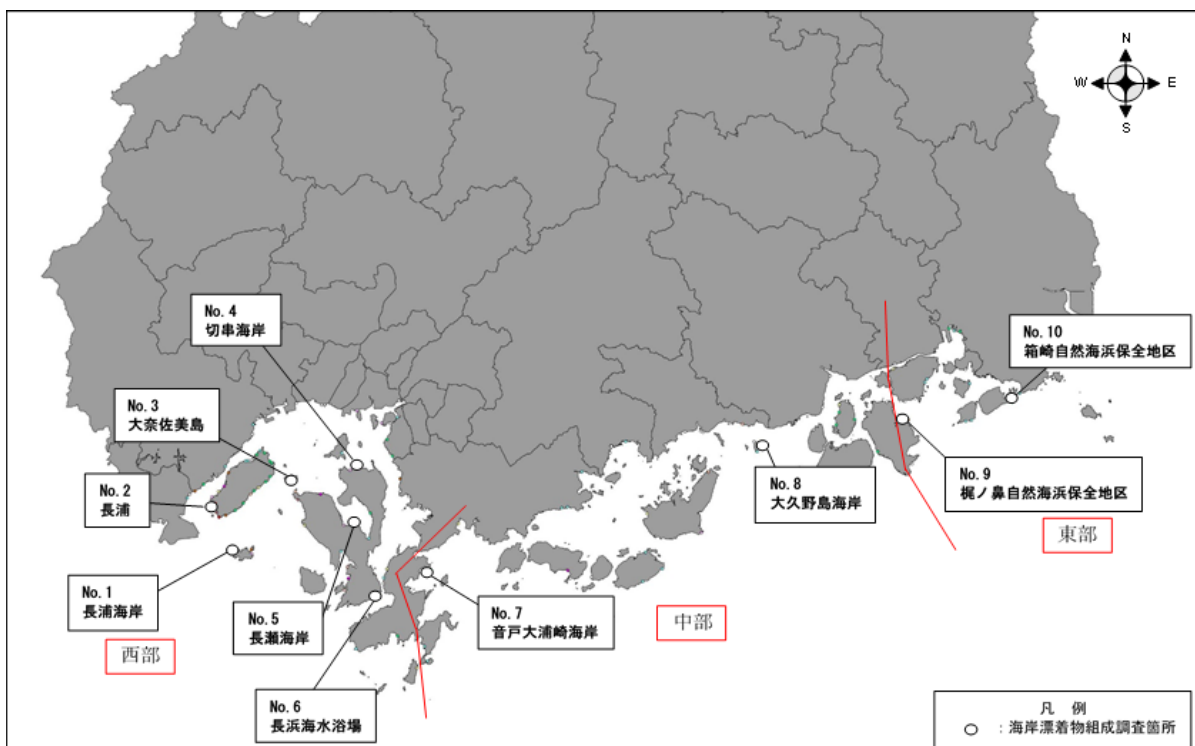 N
W
E
S
No.4
切串海岸
No.3
大奈佐美島
No.2
長浦
No.1
長浦海岸
西部
No.5
長瀬海岸
No.6
長浜海水浴場
No.7
音戸大浦崎海岸
中部
No.8
大久野島海岸
No.9
梶ノ鼻自然海浜保全地区
No.10
箱崎自然海浜保全地区
東部
凡 例
:海岸漂着物組成調査箇所